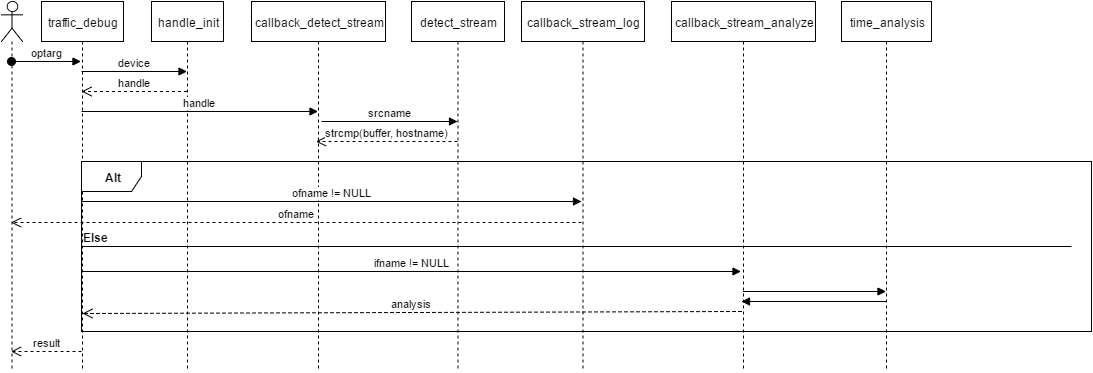 traffic_debug
handle_init
callback_detect_stream
detect_stream
callback_stream_log
callback_stream_analyze
time_analysis
optarg
device
handle
handle
srcname
strcmp(buffer, hostname)
Alt
ofname != NULL
ofname
Else
ifname != NULL
analysis
result